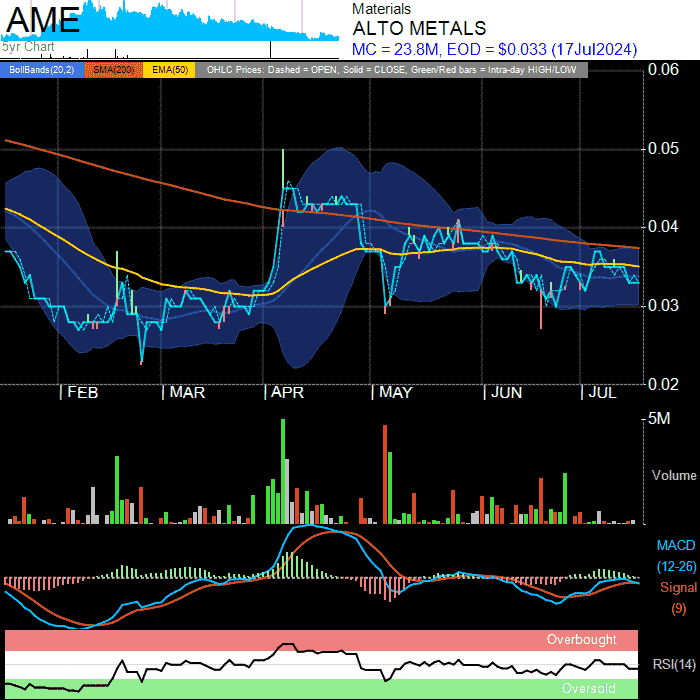 AME
5yr Chart
Materials
ALTO METALS
MC = 23.8M, EOD = $0.033 (17Jul2024)
BollBands(20,2) SMA(200) EMA(50) OHLC Prices: Dashed = OPEN, Solid = CLOSE, Green/Red bars = Intra-day HIGH/LOW
0.06
0.05
0.04
0.03
0.02
FEB MAR APR MAY JUN JUL
5M
Volume
MACD
(12-26)
Signal
(9)
Overbought
RSI(14)
Oversold